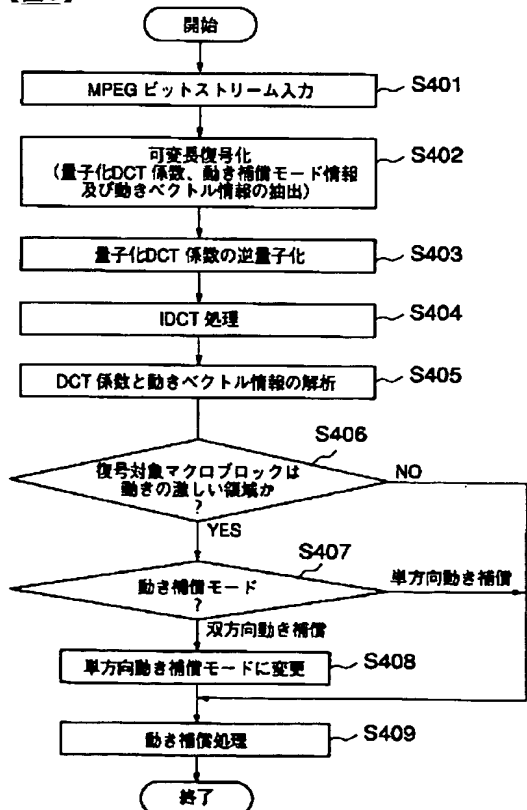 開始
MPEG ビットストリーム入力
S401
可変長復号化
(量子化DCT 係数、動き補償モード情報
及び動きベクトル情報の抽出)
S402
量子化DCT 係数の逆量子化
S403
IDCT 処理
S404
DCT 係数と動きベクトル情報の解析
S405
S406
復号対象マクロブロックは
動きの激しい領域か
?
NO
YES
S407
動き補償モード
?
単方向動き補償
双方向動き補償
単方向動き補償モードに変更
S408
動き補償処理
S409
終了